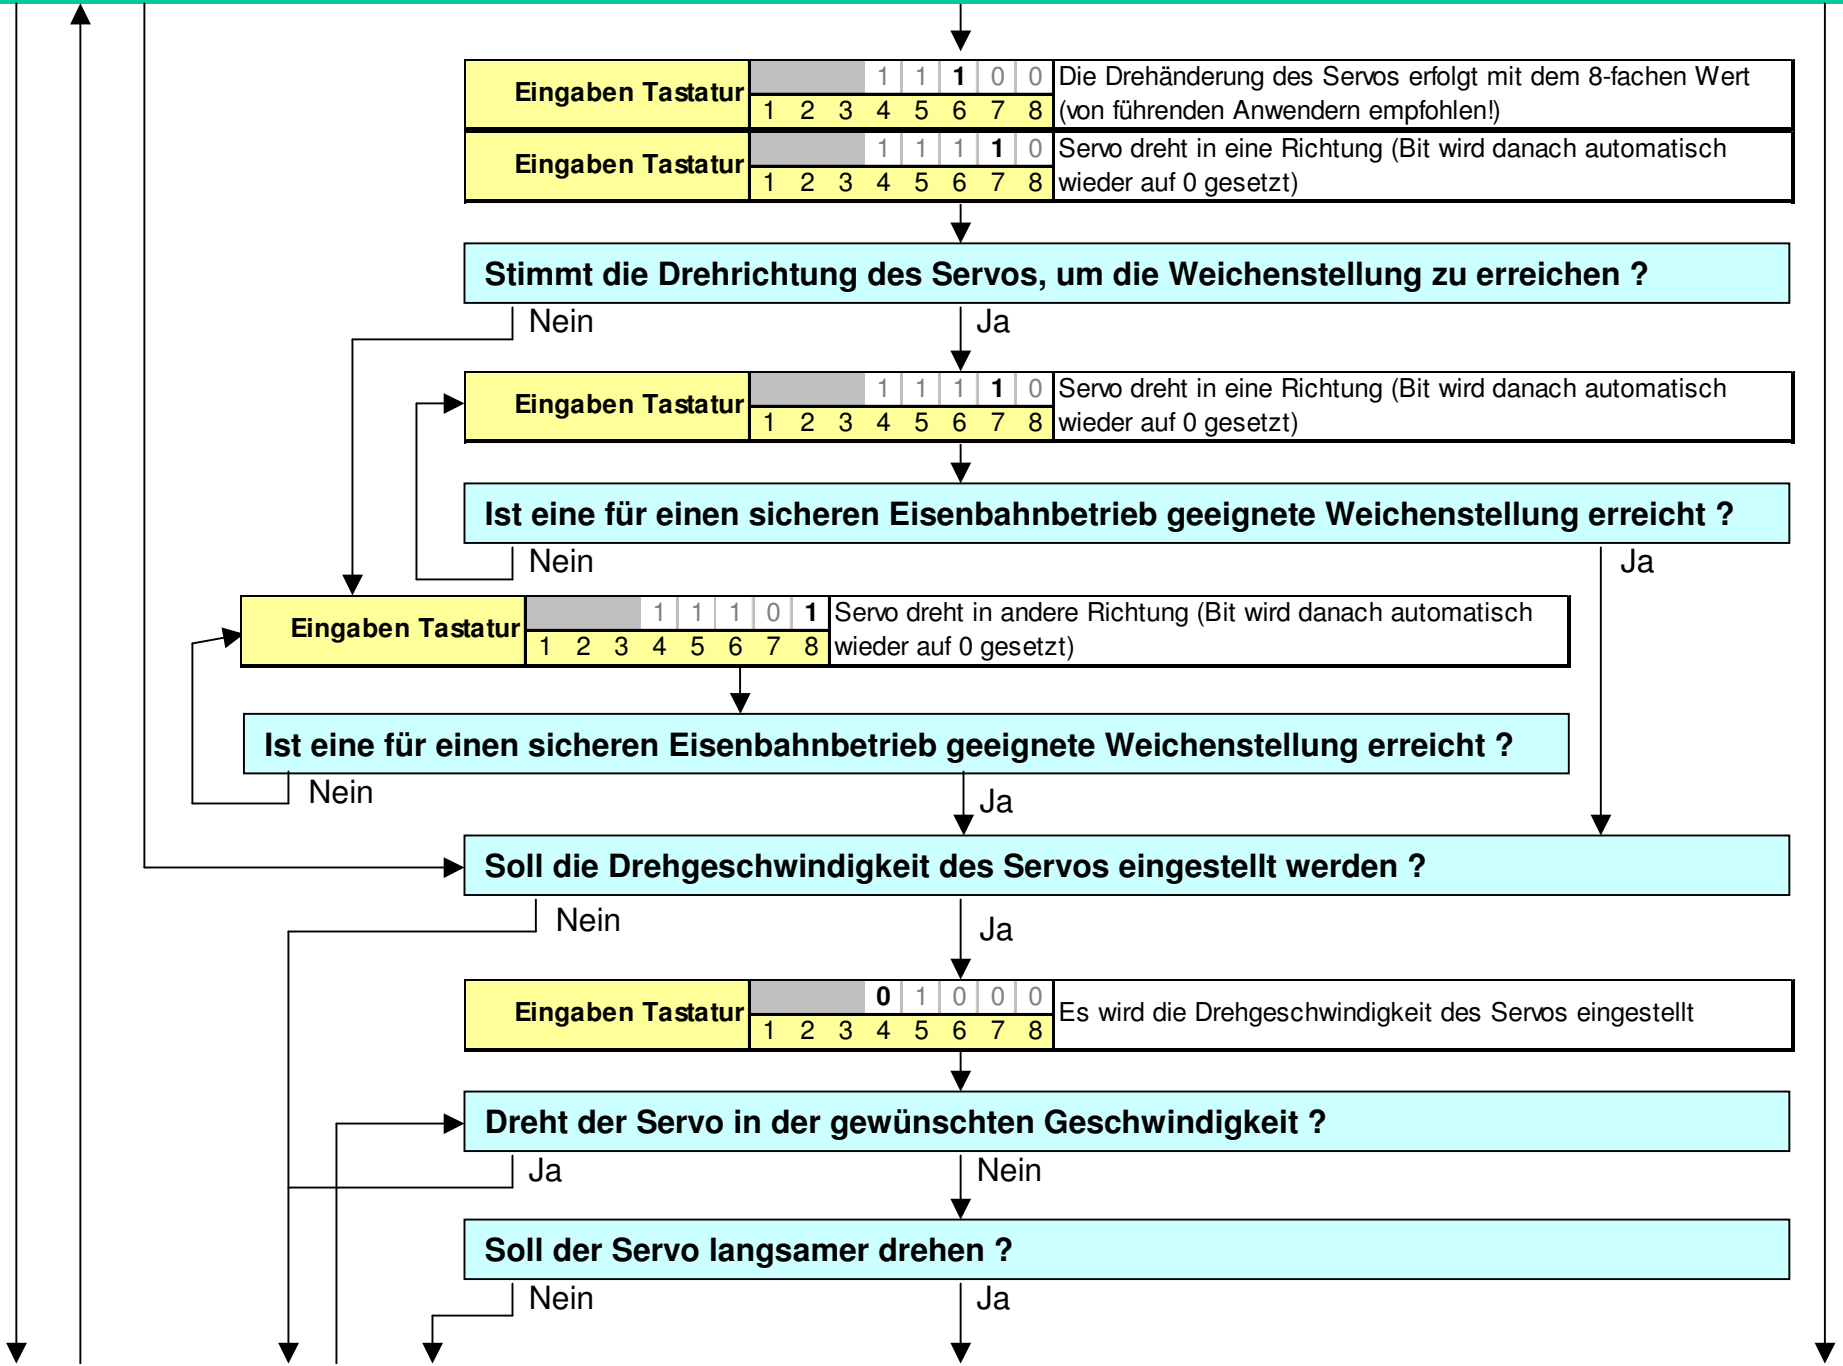 1 1 1 0 0 Die Drehänderung des Servos erfolgt mit dem 8-fachen Wert
Eingaben Tastatur
1 2 3 4 5 6 7 8 (von führenden Anwendern empfohlen!)
1 1 1 1 0 Servo dreht in eine Richtung (Bit wird danach automatisch
Eingaben Tastatur
1 2 3 4 5 6 7 8 wieder auf 0 gesetzt)
Stimmt die Drehrichtung des Servos, um die Weichenstellung zu erreichen ?
Nein Ja
1 1 1 1 0 Servo dreht in eine Richtung (Bit wird danach automatisch
Eingaben Tastatur
1 2 3 4 5 6 7 8 wieder auf 0 gesetzt)
Ist eine für einen sicheren Eisenbahnbetrieb geeignete Weichenstellung erreicht ?
Nein Ja
1 1 1 0 1 Servo dreht in andere Richtung (Bit wird danach automatisch
Eingaben Tastatur
1 2 3 4 5 6 7 8 wieder auf 0 gesetzt)
Ist eine für einen sicheren Eisenbahnbetrieb geeignete Weichenstellung erreicht ?
Nein Ja
Soll die Drehgeschwindigkeit des Servos eingestellt werden ?
Nein Ja
0 1 0 0 0
Eingaben Tastatur Es wird die Drehgeschwindigkeit des Servos eingestellt
1 2 3 4 5 6 7 8
Dreht der Servo in der gewünschten Geschwindigkeit ?
Ja Nein
Soll der Servo langsamer drehen ?
Nein Ja